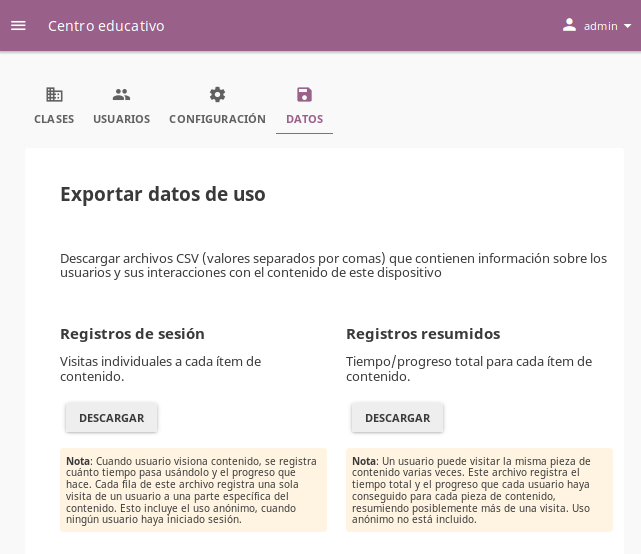 Centro educativo
admin
CLASES
USUARIOS
CONFIGURACIÓN
DATOS
Exportar datos de uso
Descargar archivos CSV (valores separados por comas) que contienen información sobre los
usuarios y sus interacciones con el contenido de este dispositivo
Registros de sesión
Visitas individuales a cada ítem de
contenido.
DESCARGAR
Nota: Cuando usuario visiona contenido, se registra
cuánto tiempo pasa usándolo y el progreso que
hace. Cada fila de este archivo registra una sola
visita de un usuario a una parte específica del
contenido. Esto incluye el uso anónimo, cuando
ningún usuario haya iniciado sesión.
Registros resumidos
Tiempo/progreso total para cada ítem de
contenido.
DESCARGAR
Nota: Un usuario puede visitar la misma pieza de
contenido varias veces. Este archivo registra el
tiempo total y el progreso que cada usuario haya
conseguido para cada pieza de contenido,
resumiendo posiblemente más de una visita. Uso
anónimo no está incluido.